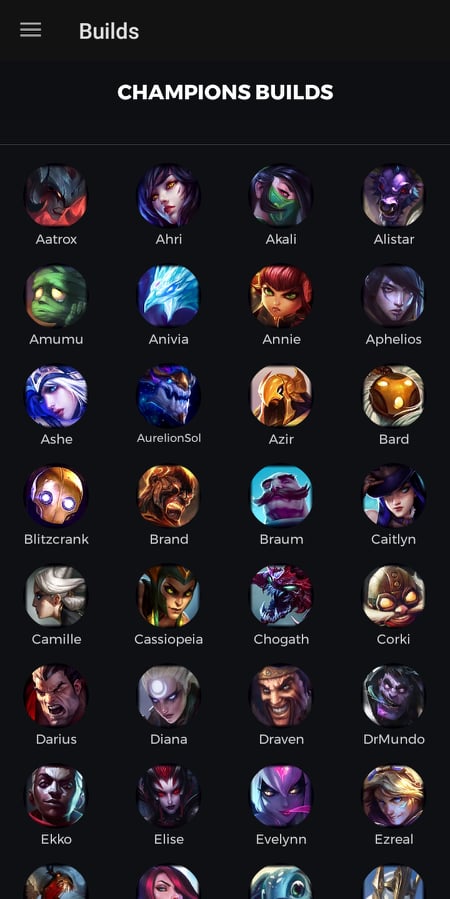 Builds
CHAMPIONS BUILDS
Aatrox Ahri Akali Alistar
Amumu Anivia Annie Aphelios
Ashe AurelionSol Azir Bard
Blitzcrank Brand Braum Caitlyn
Camille Cassiopeia Chogath Corki
Darius Diana Draven DrMundo
Ekko Elise Evelynn Ezreal